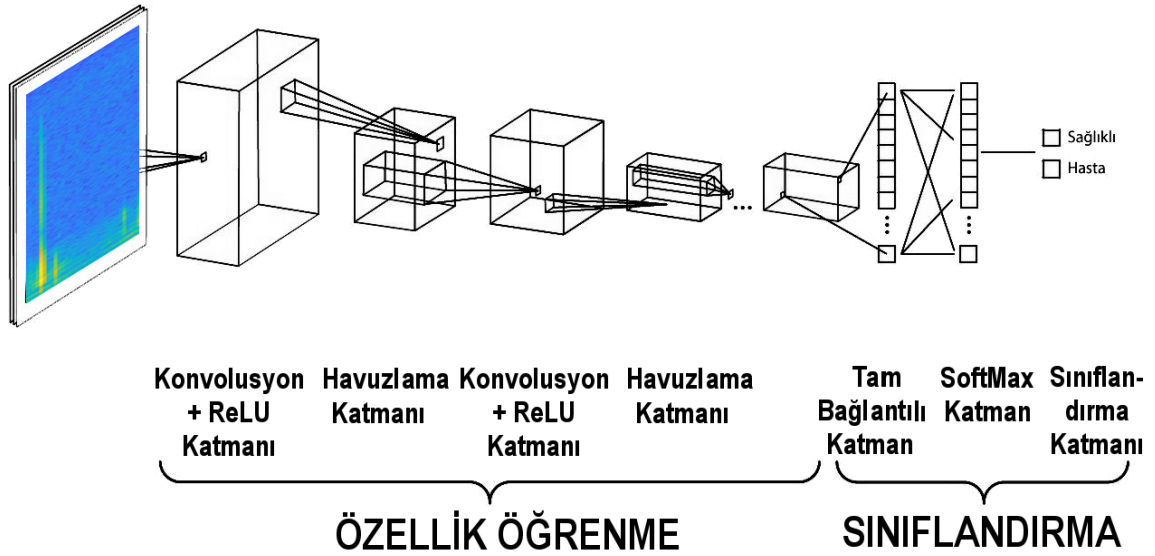 Sağlıklı
Hasta
...
Konvolusyon
+ ReLU
Katmanı
Havuzlama
Katmanı
Konvolusyon
+ ReLU
Katmanı
Havuzlama
Katmanı
Tam
Bağlantılı
Katman
SoftMax
Katman
Sınıflan-
dırma
Katmanı
ÖZELLİK ÖĞRENME
SINIFLANDIRMA